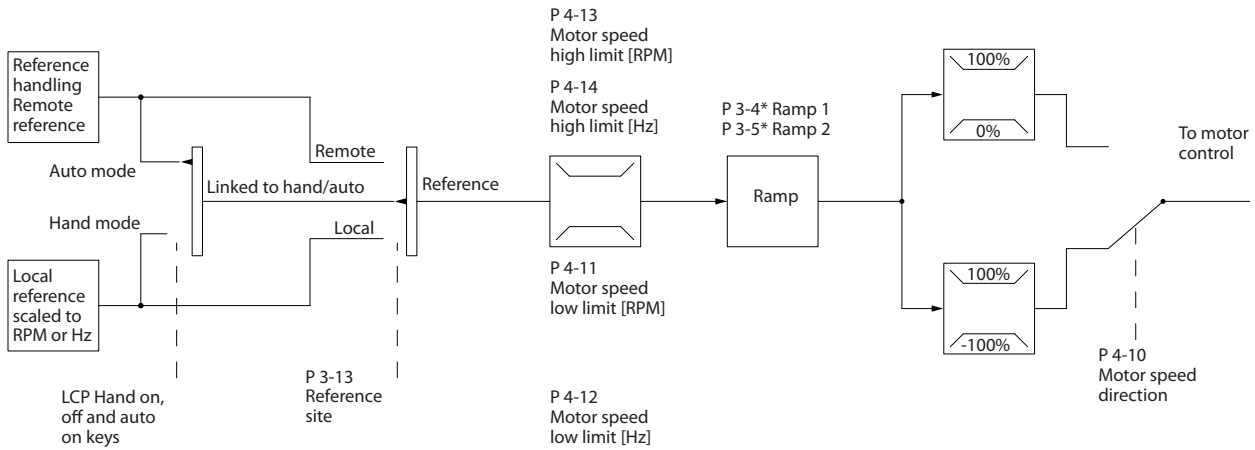 Reference
handling
Remote
reference
Auto mode
Hand mode
Local
reference
scaled to
RPM or Hz
LCP Hand on,
off and auto
on keys
Linked to hand/auto
Remote
Local
P 3-13
Reference
site
Reference
P 4-13
Motor speed
high limit [RPM]
P 4-14
Motor speed
high limit [Hz]
P 4-11
Motor speed
low limit [RPM]
P 4-12
Motor speed
low limit [Hz]
P 3-4* Ramp 1
P 3-5* Ramp 2
Ramp
100%
0%
100%
-100%
To motor
control
P 4-10
Motor speed
direction